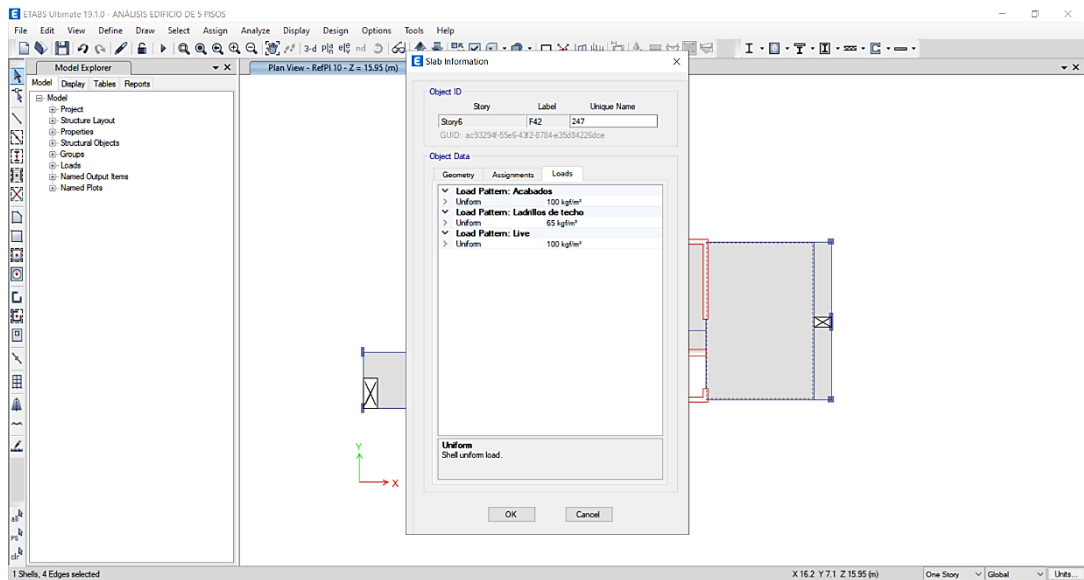 ETABS Ultimate 19.1.0 - ANÁLISIS EDIFICIO DE 5 PISOS
File Edit View Define Draw Select Assign Analyze Display Design Options Tools Help
3-d
nd
Model Explorer
Plan View - RefPl 10 - Z = 15.95 (m)
Model Display Tables Reports
Model
Project
Structure Layout
Properties
Structural Objects
Groups
Loads
Named Output Items
Named Plots
Slab Information
Object ID
Story Label Unique Name
Story6 F42 247
GUID: ac93294f-55e6-43f2-8784-e35d84226dce
Object Data
Geometry Assignments Loads
Load Pattern: Acabados
Uniform 100 kgf/m²
Load Pattern: Ladrillos de techo
Uniform 65 kgf/m²
Load Pattern: Live
Uniform 100 kgf/m²
Uniform
Shell uniform load.
OK Cancel
Y
X
all
ps
clr
1 Shells, 4 Edges selected
X 16.2 Y 7.1 Z 15.95 (m)
One Story Global Units...